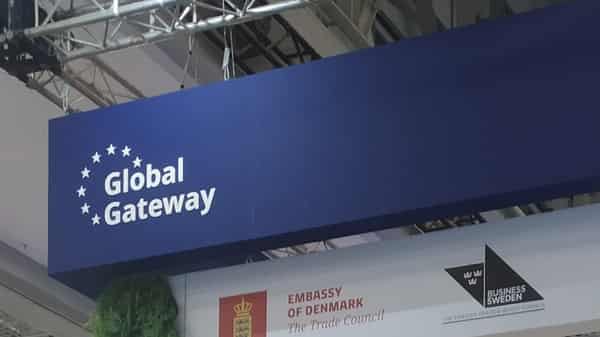 Global
Gateway
EMBASSY
OF DENMARK
The Trade Council
BUSINESS
SWEDEN